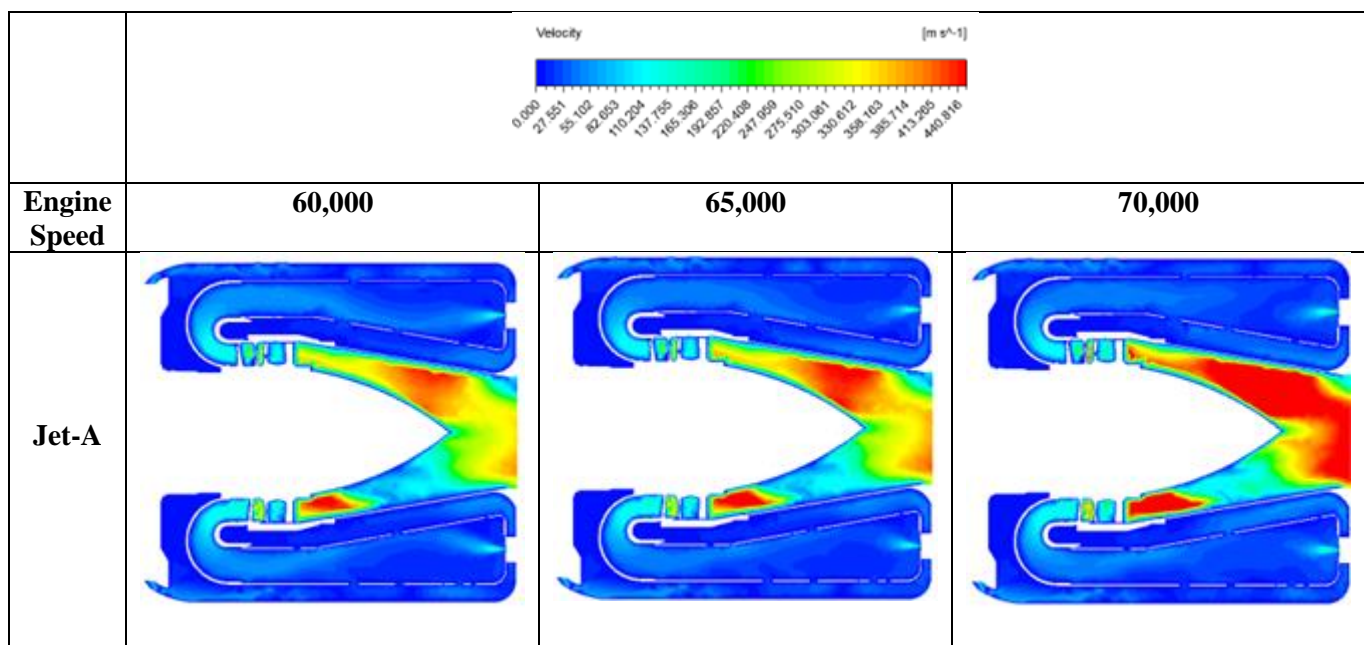 Velocity [m s^-1]
0.000 27.551 55.102 82.653 110.204 137.755 165.306 192.857 220.408 247.959 275.510 303.061 330.612 358.163 385.714 413.265 440.816
Engine Speed 60,000 65,000 70,000
Jet-A